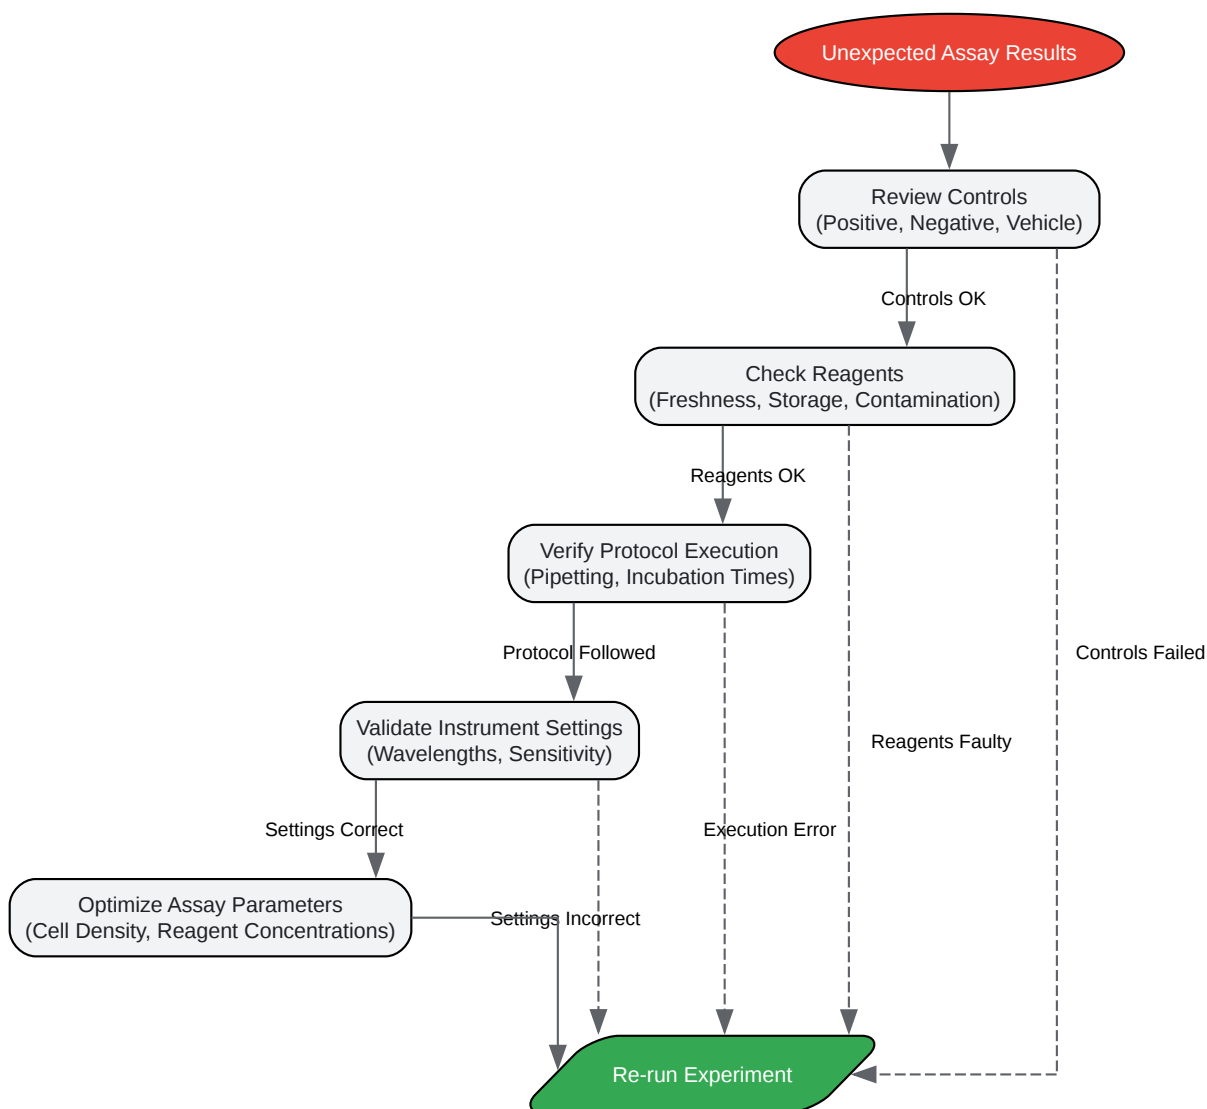 Unexpected Assay Results
Review Controls
(Positive, Negative, Vehicle)
Controls OK
Check Reagents
(Freshness, Storage, Contamination)
Reagents OK
Verify Protocol Execution
(Pipetting, Incubation Times)
Protocol Followed
Controls Failed
Validate Instrument Settings
(Wavelengths, Sensitivity)
Reagents Faulty
Settings Correct
Execution Error
Optimize Assay Parameters
(Cell Density, Reagent Concentrations)
Settings Incorrect
Re-run Experiment